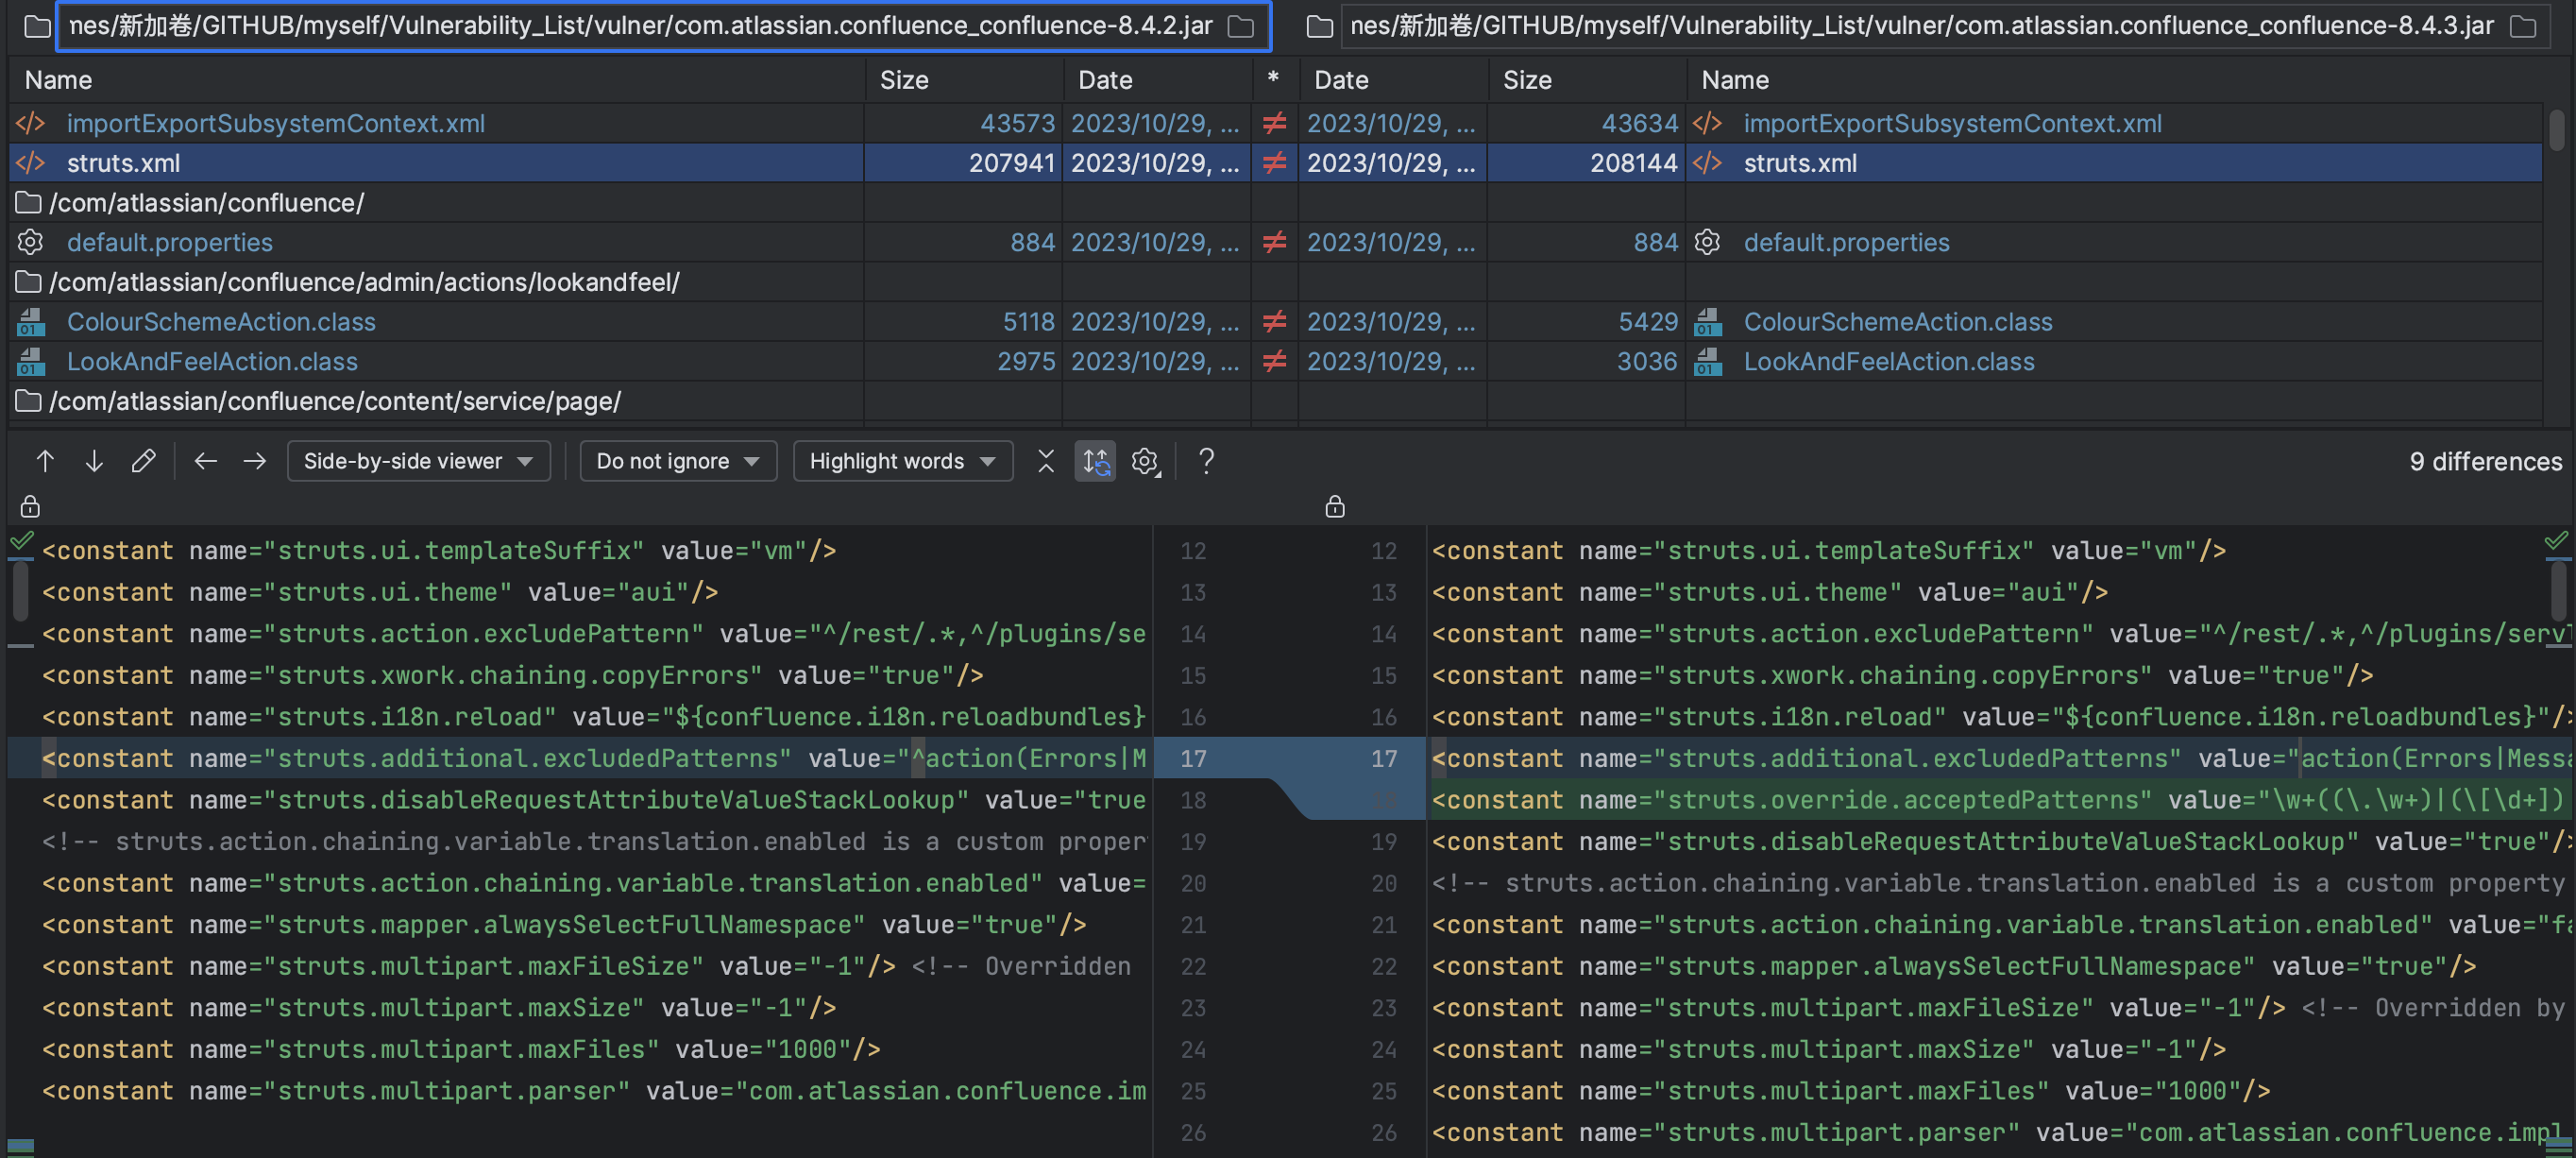 nes/新加卷/GITHUB/myself/Vulnerability_List/vulner/com.atlassian.confluence_confluence-8.4.2.jar nes/新加卷/GITHUB/myself/Vulnerability_List/vulner/com.atlassian.confluence_confluence-8.4.3.jar
Name Size Date * Date Size Name
importExportSubsystemContext.xml 43573 2023/10/29, ... ≠ 2023/10/29, ... 43634 importExportSubsystemContext.xml
struts.xml 207941 2023/10/29, ... ≠ 2023/10/29, ... 208144 struts.xml
/com/atlassian/confluence/
default.properties 884 2023/10/29, ... ≠ 2023/10/29, ... 884 default.properties
/com/atlassian/confluence/admin/actions/lookandfeel/
ColourSchemeAction.class 5118 2023/10/29, ... ≠ 2023/10/29, ... 5429 ColourSchemeAction.class
LookAndFeelAction.class 2975 2023/10/29, ... ≠ 2023/10/29, ... 3036 LookAndFeelAction.class
/com/atlassian/confluence/content/service/page/
Side-by-side viewer Do not ignore Highlight words ? 9 differences
<constant name="struts.ui.templateSuffix" value="vm"/> 12 12 <constant name="struts.ui.templateSuffix" value="vm"/>
<constant name="struts.ui.theme" value="aui"/> 13 13 <constant name="struts.ui.theme" value="aui"/>
<constant name="struts.action.excludePattern" value="^/rest/.*,^/plugins/se 14 14 <constant name="struts.action.excludePattern" value="^/rest/.*,^/plugins/serv
<constant name="struts.xwork.chaining.copyErrors" value="true"/> 15 15 <constant name="struts.xwork.chaining.copyErrors" value="true"/>
<constant name="struts.i18n.reload" value="${confluence.i18n.reloadbundles} 16 16 <constant name="struts.i18n.reload" value="${confluence.i18n.reloadbundles}"/
<constant name="struts.additional.excludedPatterns" value="^action(Errors|M 17 17 <constant name="struts.additional.excludedPatterns" value="action(Errors|Messa
<constant name="struts.disableRequestAttributeValueStackLookup" value="true 18 18 <constant name="struts.override.acceptedPatterns" value="\w+((\.\w+)|(\[\d+])
<!-- struts.action.chaining.variable.translation.enabled is a custom proper 19 19 <constant name="struts.disableRequestAttributeValueStackLookup" value="true"/>
<constant name="struts.action.chaining.variable.translation.enabled" value= 20 20 <!-- struts.action.chaining.variable.translation.enabled is a custom property
<constant name="struts.mapper.alwaysSelectFullNamespace" value="true"/> 21 21 <constant name="struts.action.chaining.variable.translation.enabled" value="fa
<constant name="struts.multipart.maxFileSize" value="-1"/> <!-- Overridden 22 22 <constant name="struts.mapper.alwaysSelectFullNamespace" value="true"/>
<constant name="struts.multipart.maxSize" value="-1"/> 23 23 <constant name="struts.multipart.maxFileSize" value="-1"/> <!-- Overridden by
<constant name="struts.multipart.maxFiles" value="1000"/> 24 24 <constant name="struts.multipart.maxSize" value="-1"/>
<constant name="struts.multipart.parser" value="com.atlassian.confluence.im 25 25 <constant name="struts.multipart.maxFiles" value="1000"/>
26 26 <constant name="struts.multipart.parser" value="com.atlassian.confluence.impl